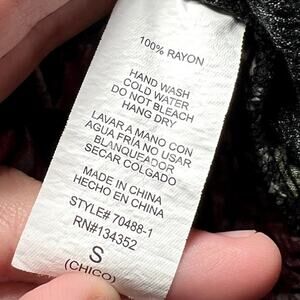 100% RAYON
HAND WASH
COLD WATER
DO NOT BLEACH
HANG DRY
LAVAR A MANO CON
AGUA FRIA NO USAR
BLANQUEADOR
SECAR COLGADO
MADE IN CHINA
HECHO EN CHINA
STYLE# 70488-1
RN#134352
S
(CHICO)